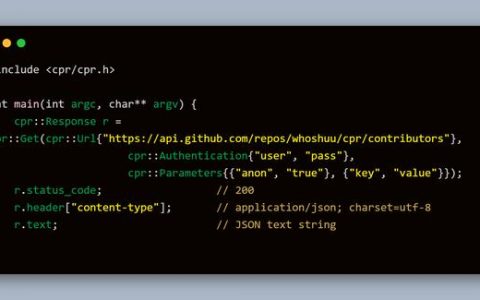 include <cpr/cpr.h>
nt main(int argc, char** argv) {
cpr::Response r =
pr::Get(cpr::Url{"https://api.github.com/repos/whoshuu/cpr/contributors"},
cpr::Authentication{"user", "pass"},
cpr::Parameters{{"anon", "true"}, {"key", "value"}});
r.status_code; // 200
r.header["content-type"]; // application/json; charset=utf-8
r.text; // JSON text string